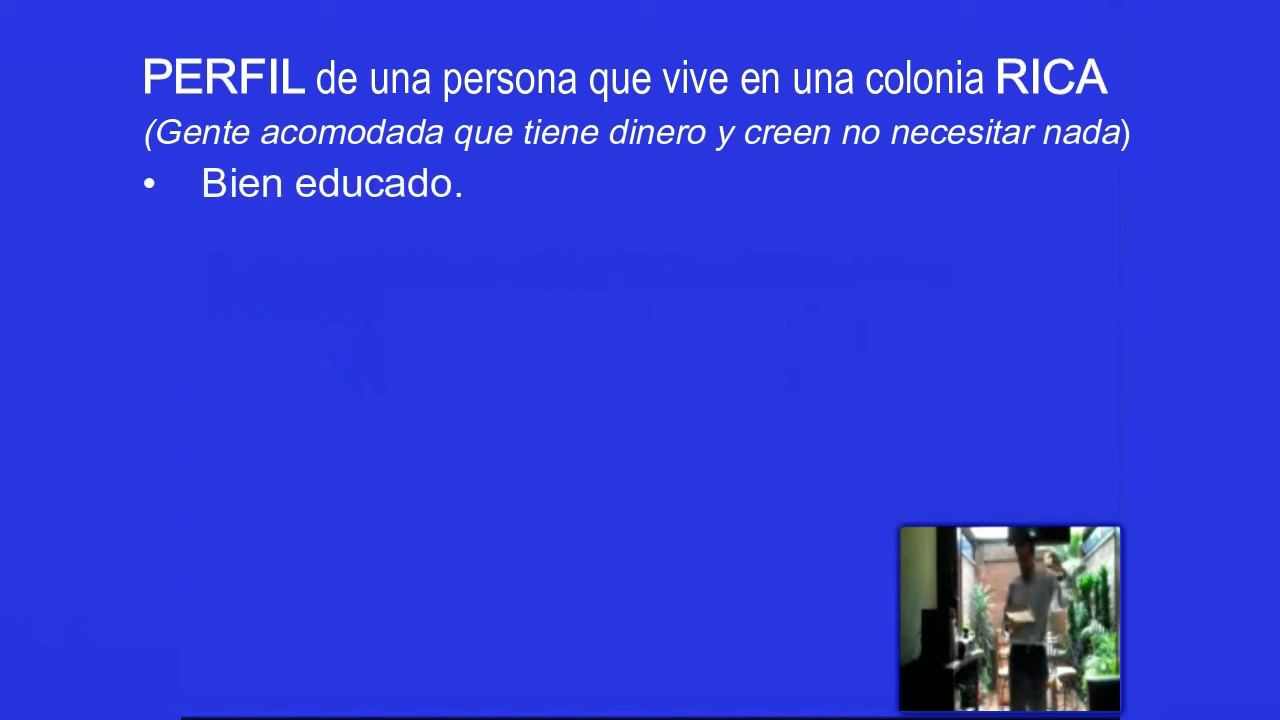 PERFIL de una persona que vive en una colonia RICA
(Gente acomodada que tiene dinero y creen no necesitar nada)
• Bien educado.